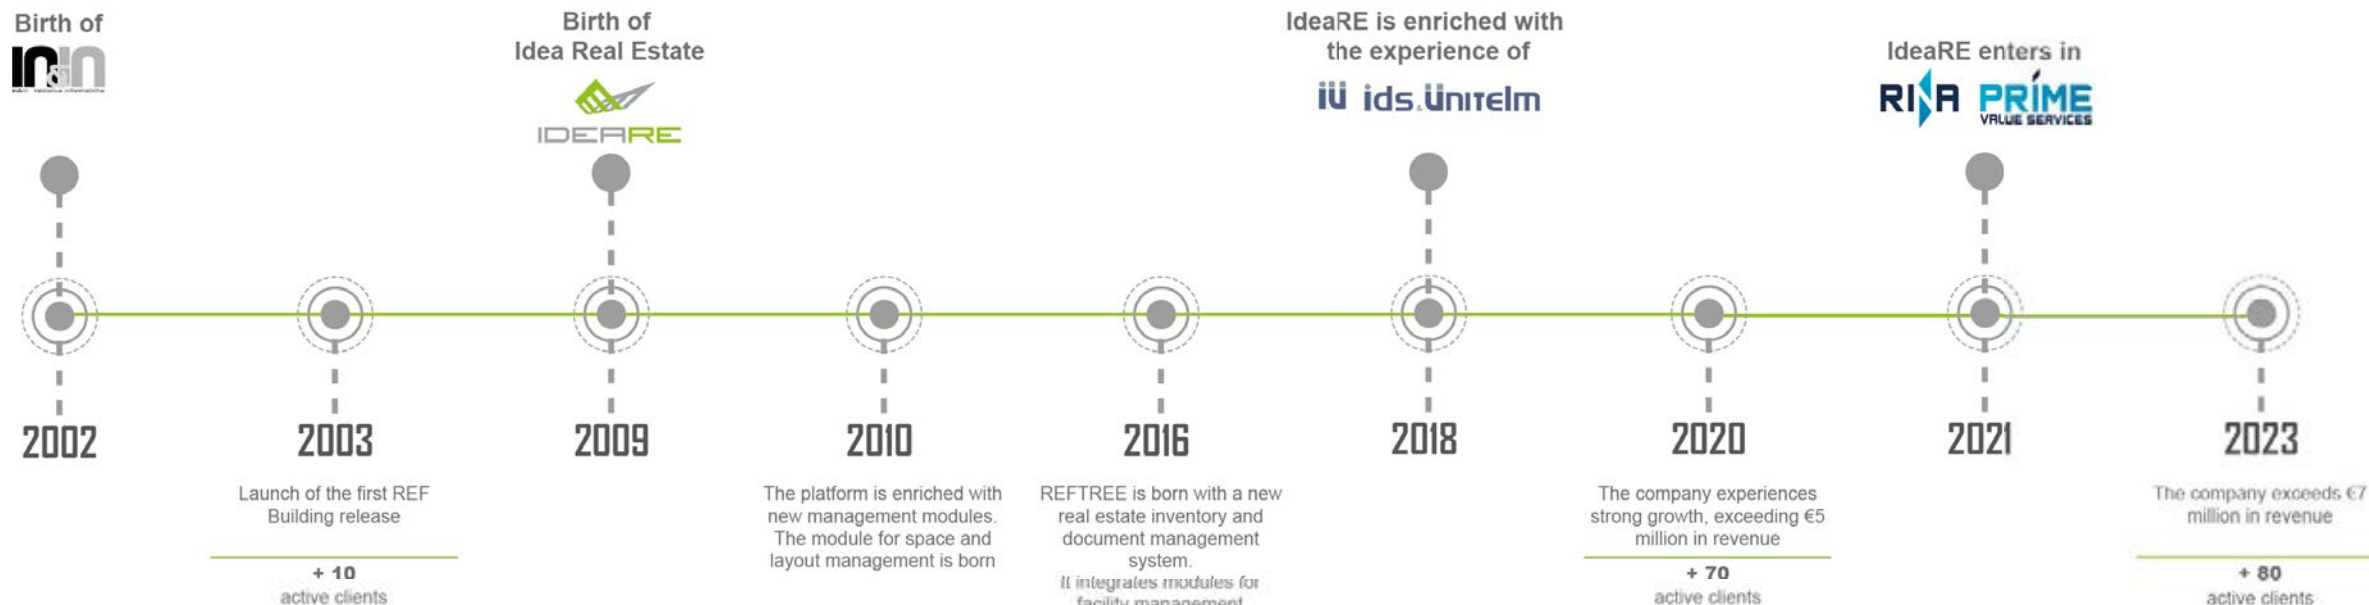 Birth of
in&in
Birth of
Idea Real Estate
IDEARE
IdeaRE is enriched with
the experience of
iü ids.ünitelm
IdeaRE enters in
RINA PRIME
VALUE SERVICES
2002
2003
2009
2010
2016
2018
2020
2021
2023
Launch of the first REF
Building release
+ 10
active clients
The platform is enriched with
new management modules.
The module for space and
layout management is born
REFTREE is born with a new
real estate inventory and
document management
system.
It integrates modules for
facility management
The company experiences
strong growth, exceeding €5
million in revenue
+ 70
active clients
The company exceeds €7
million in revenue
+ 80
active clients